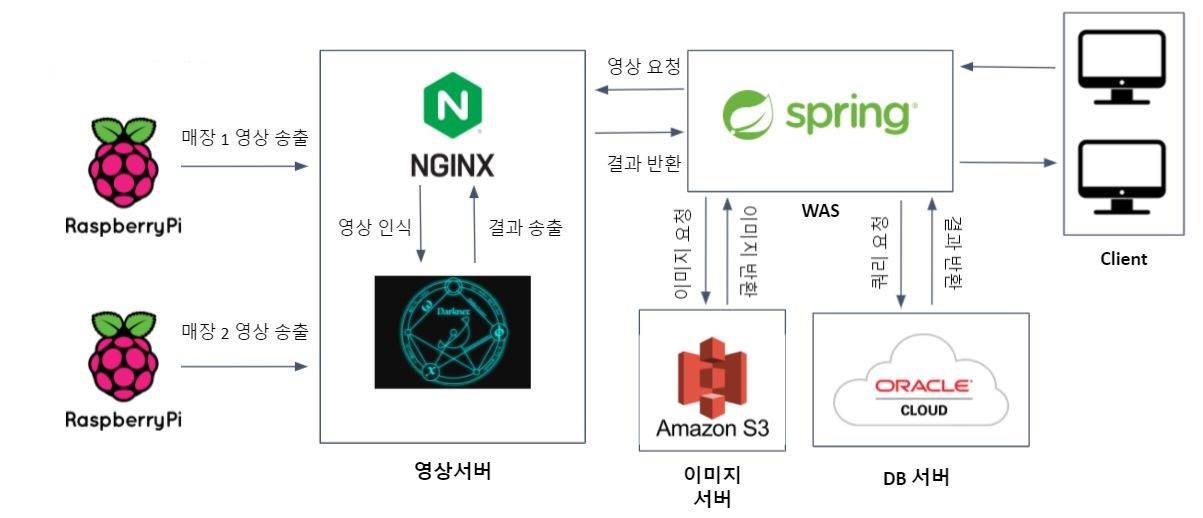 RaspberryPi
매장 1 영상 송출
RaspberryPi
매장 2 영상 송출
N
NGINX
영상 인식
결과 송출
Darknet
영상서버
영상 요청
결과 반환
spring
WAS
이미지 요청
이미지 반환
쿼리 요청
결과 반환
Amazon S3
이미지
서버
ORACLE
CLOUD
DB 서버
Client